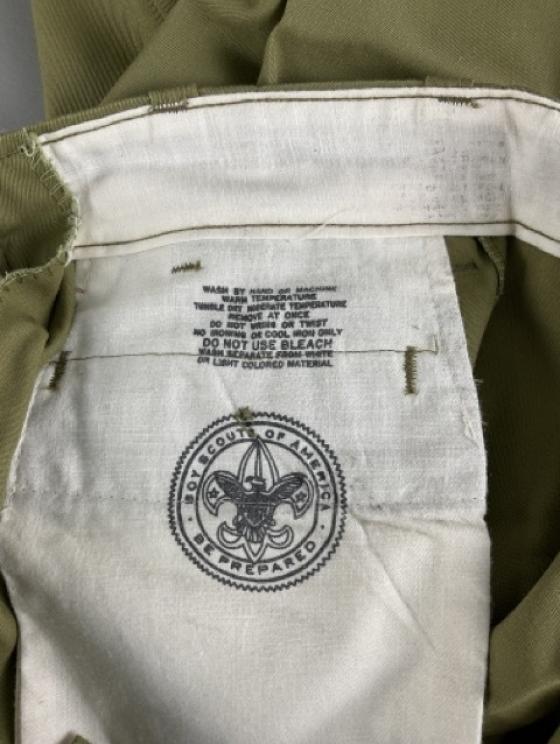 WASH BY HAND OR MACHINE
WARM TEMPERATURE
TUMBLE DRY MODERATE TEMPERATURE
REMOVE AT ONCE
DO NOT WRING OR TWIST
NO IRONING OR COOL IRON ONLY
DO NOT USE BLEACH
WASH SEPARATE FROM WHITE
OR LIGHT COLORED MATERIAL
BOY SCOUTS OF AMERICA
BE PREPARED